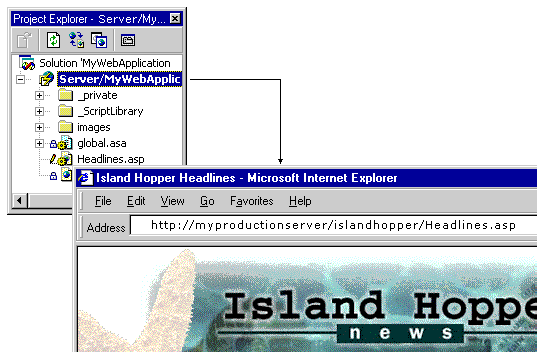 Project Explorer - Server/My...
Solution 'MyWebApplication
Server/MyWebApplic
_private
_ScriptLibrary
images
global.asa
Headlines.asp
Island Hopper Headlines - Microsoft Internet Explorer
File Edit View Go Favorites Help
Address http://myproductionserver/islandhopper/Headlines.asp
Island Hoppe
news